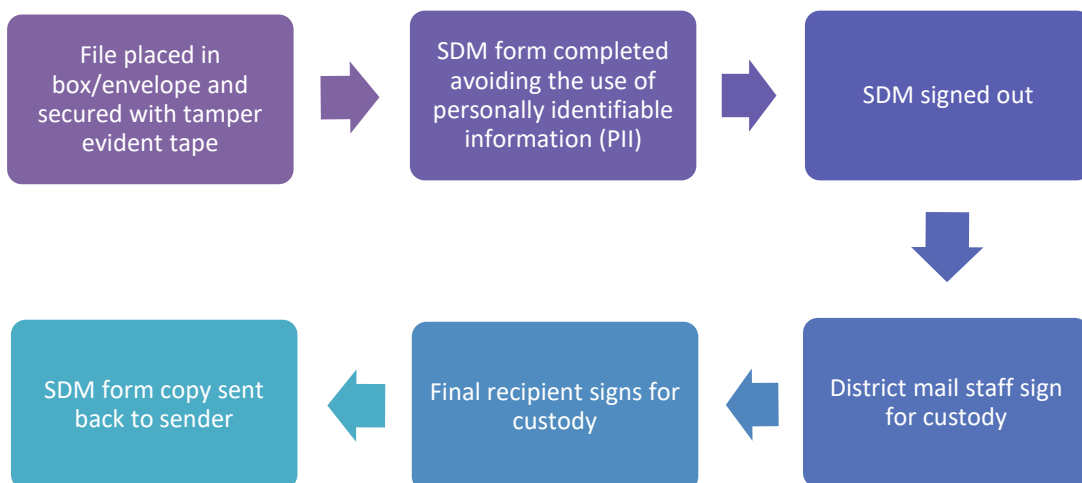 File placed in
box/envelope and
secured with tamper
evident tape
SDM form completed
avoiding the use of
personally identifiable
information (PII)
SDM signed out
District mail staff sign
for custody
Final recipient signs for
custody
SDM form copy sent
back to sender